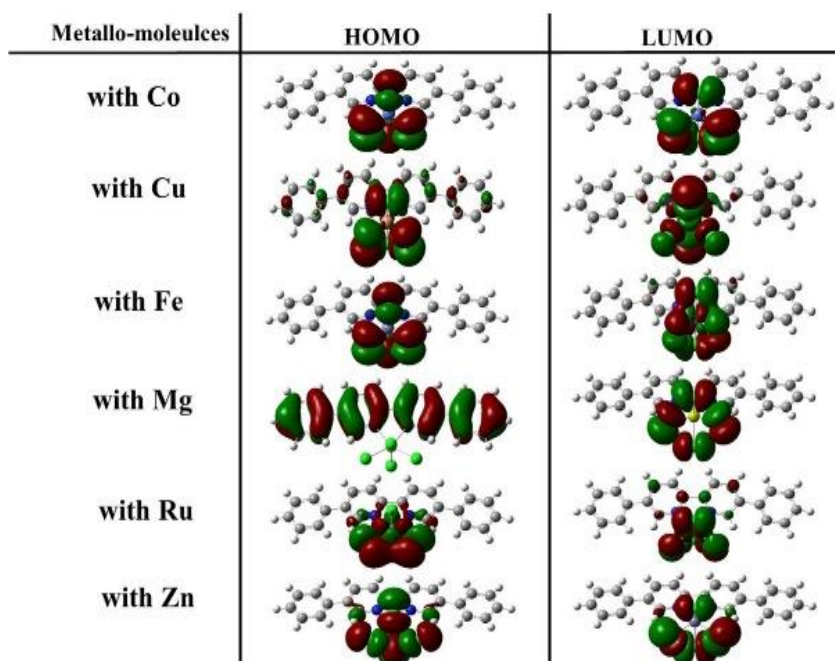 Metallo-moleulces HOMO LUMO
with Co
with Cu
with Fe
with Mg
with Ru
with Zn